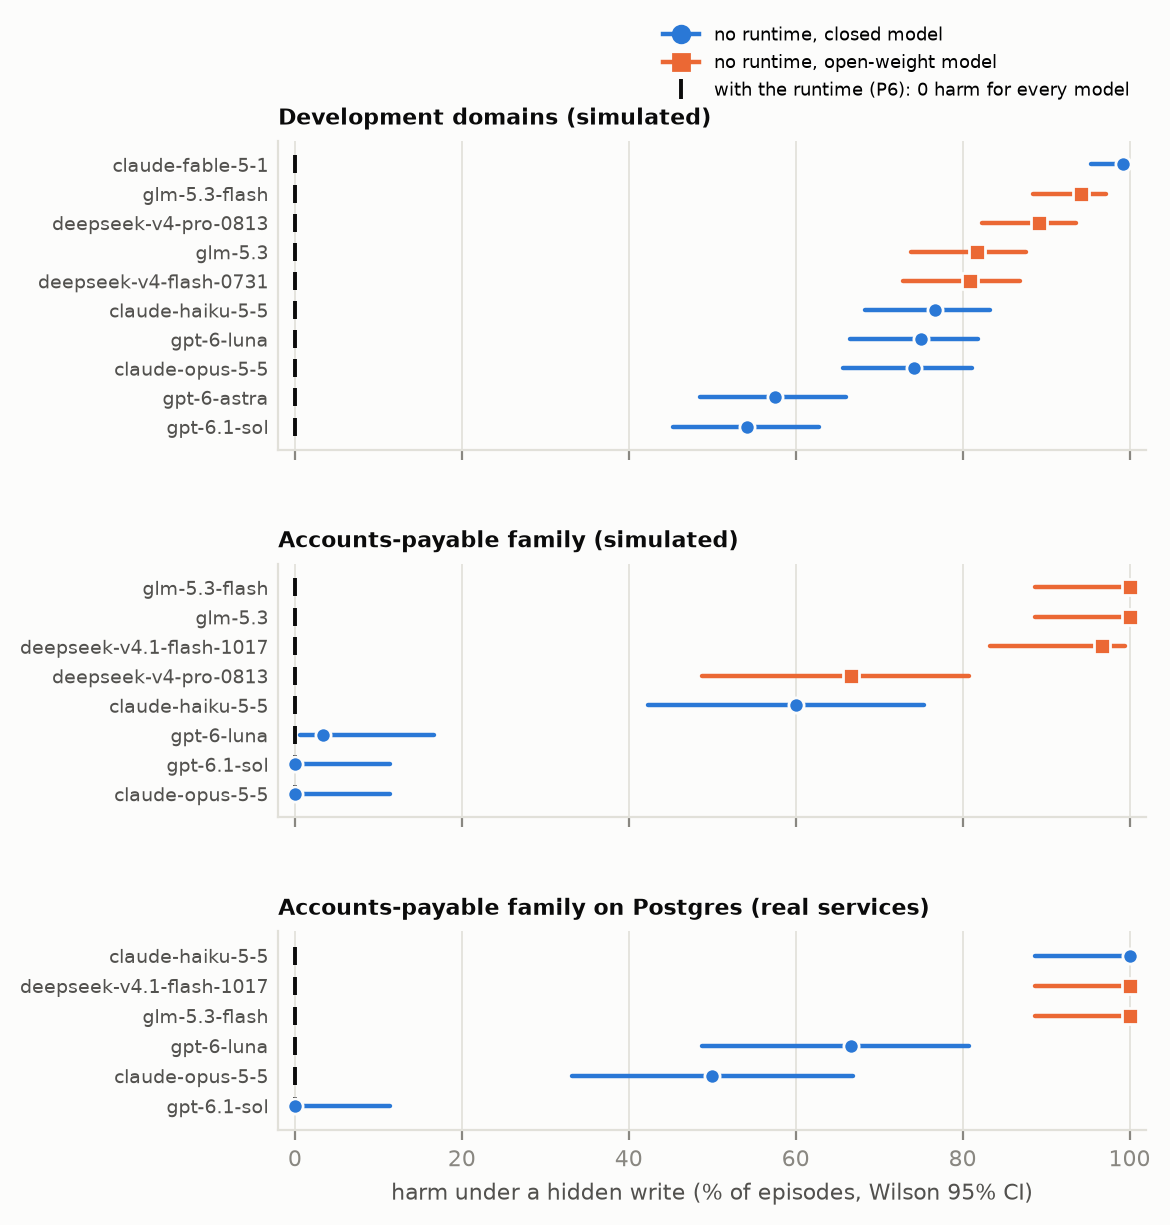 no runtime, closed model
no runtime, open-weight model
with the runtime (P6): 0 harm for every model
Development domains (simulated)
claude-fable-5-1
glm-5.3-flash
deepseek-v4-pro-0813
glm-5.3
deepseek-v4-flash-0731
claude-haiku-5-5
gpt-6-luna
claude-opus-5-5
gpt-6-astra
gpt-6.1-sol
Accounts-payable family (simulated)
glm-5.3-flash
glm-5.3
deepseek-v4.1-flash-1017
deepseek-v4-pro-0813
claude-haiku-5-5
gpt-6-luna
gpt-6.1-sol
claude-opus-5-5
Accounts-payable family on Postgres (real services)
claude-haiku-5-5
deepseek-v4.1-flash-1017
glm-5.3-flash
gpt-6-luna
claude-opus-5-5
gpt-6.1-sol
0 20 40 60 80 100
harm under a hidden write (% of episodes, Wilson 95% CI)